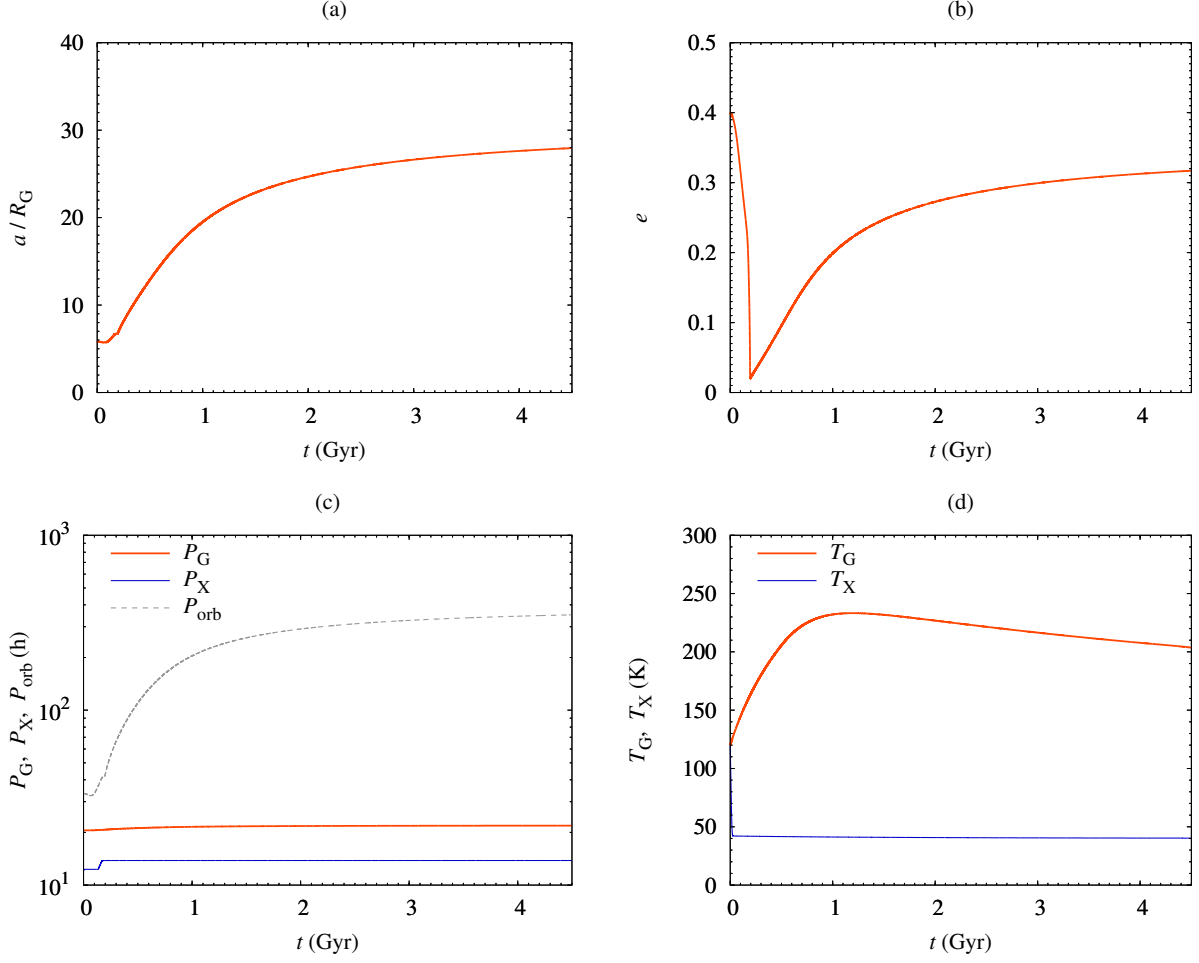 (a)
40
30
20
10
0
a / R_G
0 1 2 3 4
t (Gyr)
(b)
0.5
0.4
0.3
0.2
0.1
0
e
0 1 2 3 4
t (Gyr)
(c)
10^3
10^2
10^1
P_G, P_X, P_orb (h)
P_G
P_X
P_orb
0 1 2 3 4
t (Gyr)
(d)
300
250
200
150
100
50
0
T_G, T_X (K)
T_G
T_X
0 1 2 3 4
t (Gyr)